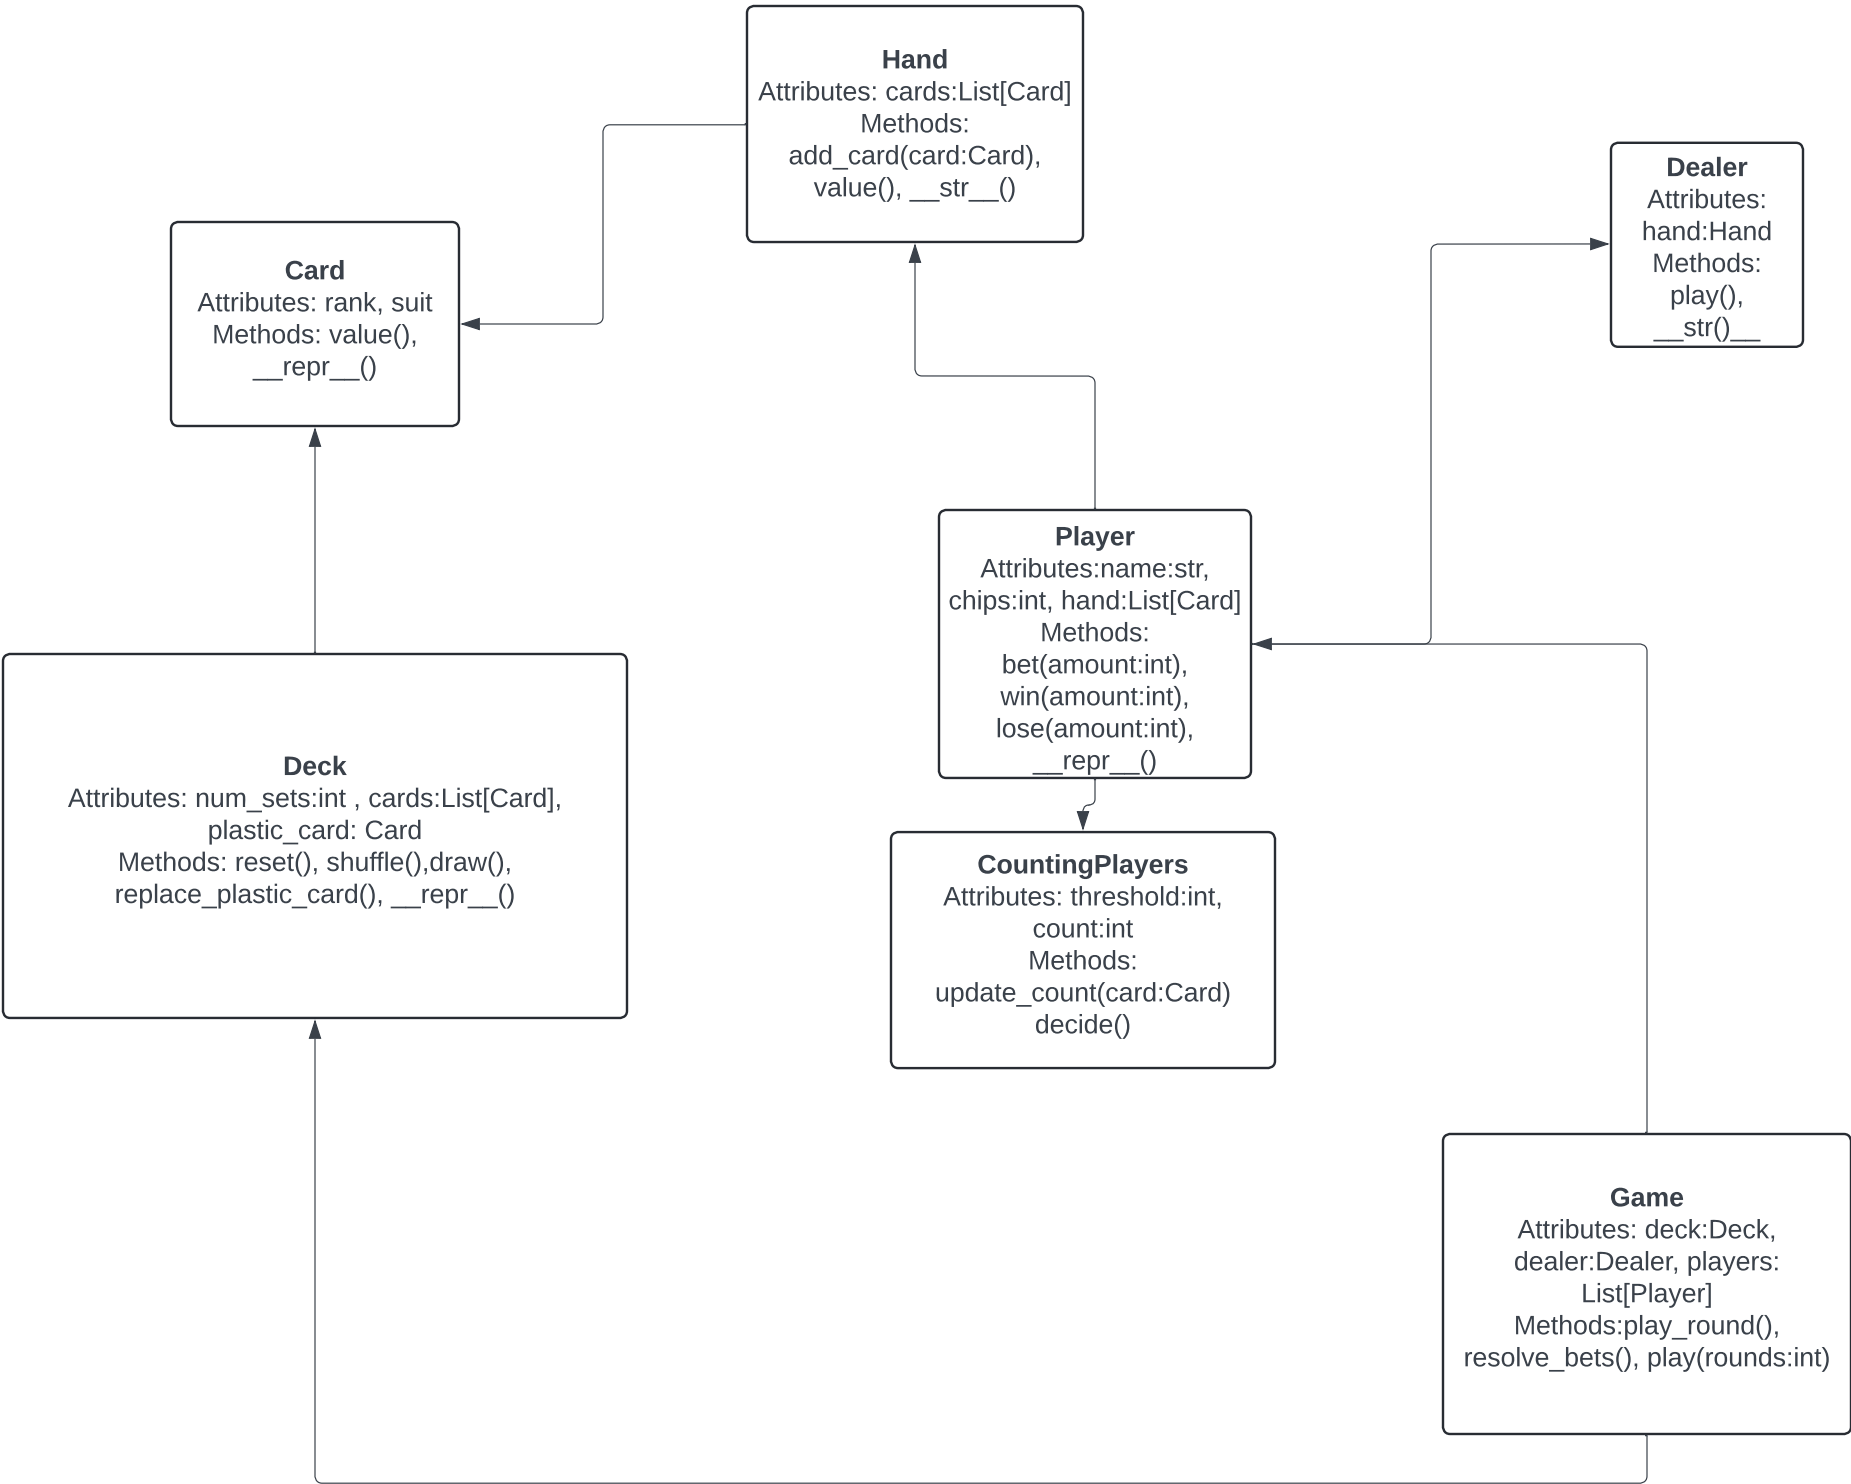 Hand
Attributes: cards:List[Card]
Methods:
add_card(card:Card),
value(), __str__()
Dealer
Attributes:
hand:Hand
Methods:
play(),
__str()__
Card
Attributes: rank, suit
Methods: value(),
__repr__()
Player
Attributes:name:str,
chips:int, hand:List[Card]
Methods:
bet(amount:int),
win(amount:int),
lose(amount:int),
__repr__()
Deck
Attributes: num_sets:int , cards:List[Card],
plastic_card: Card
Methods: reset(), shuffle(),draw(),
replace_plastic_card(), __repr__()
CountingPlayers
Attributes: threshold:int,
count:int
Methods:
update_count(card:Card)
decide()
Game
Attributes: deck:Deck,
dealer:Dealer, players:
List[Player]
Methods:play_round(),
resolve_bets(), play(rounds:int)